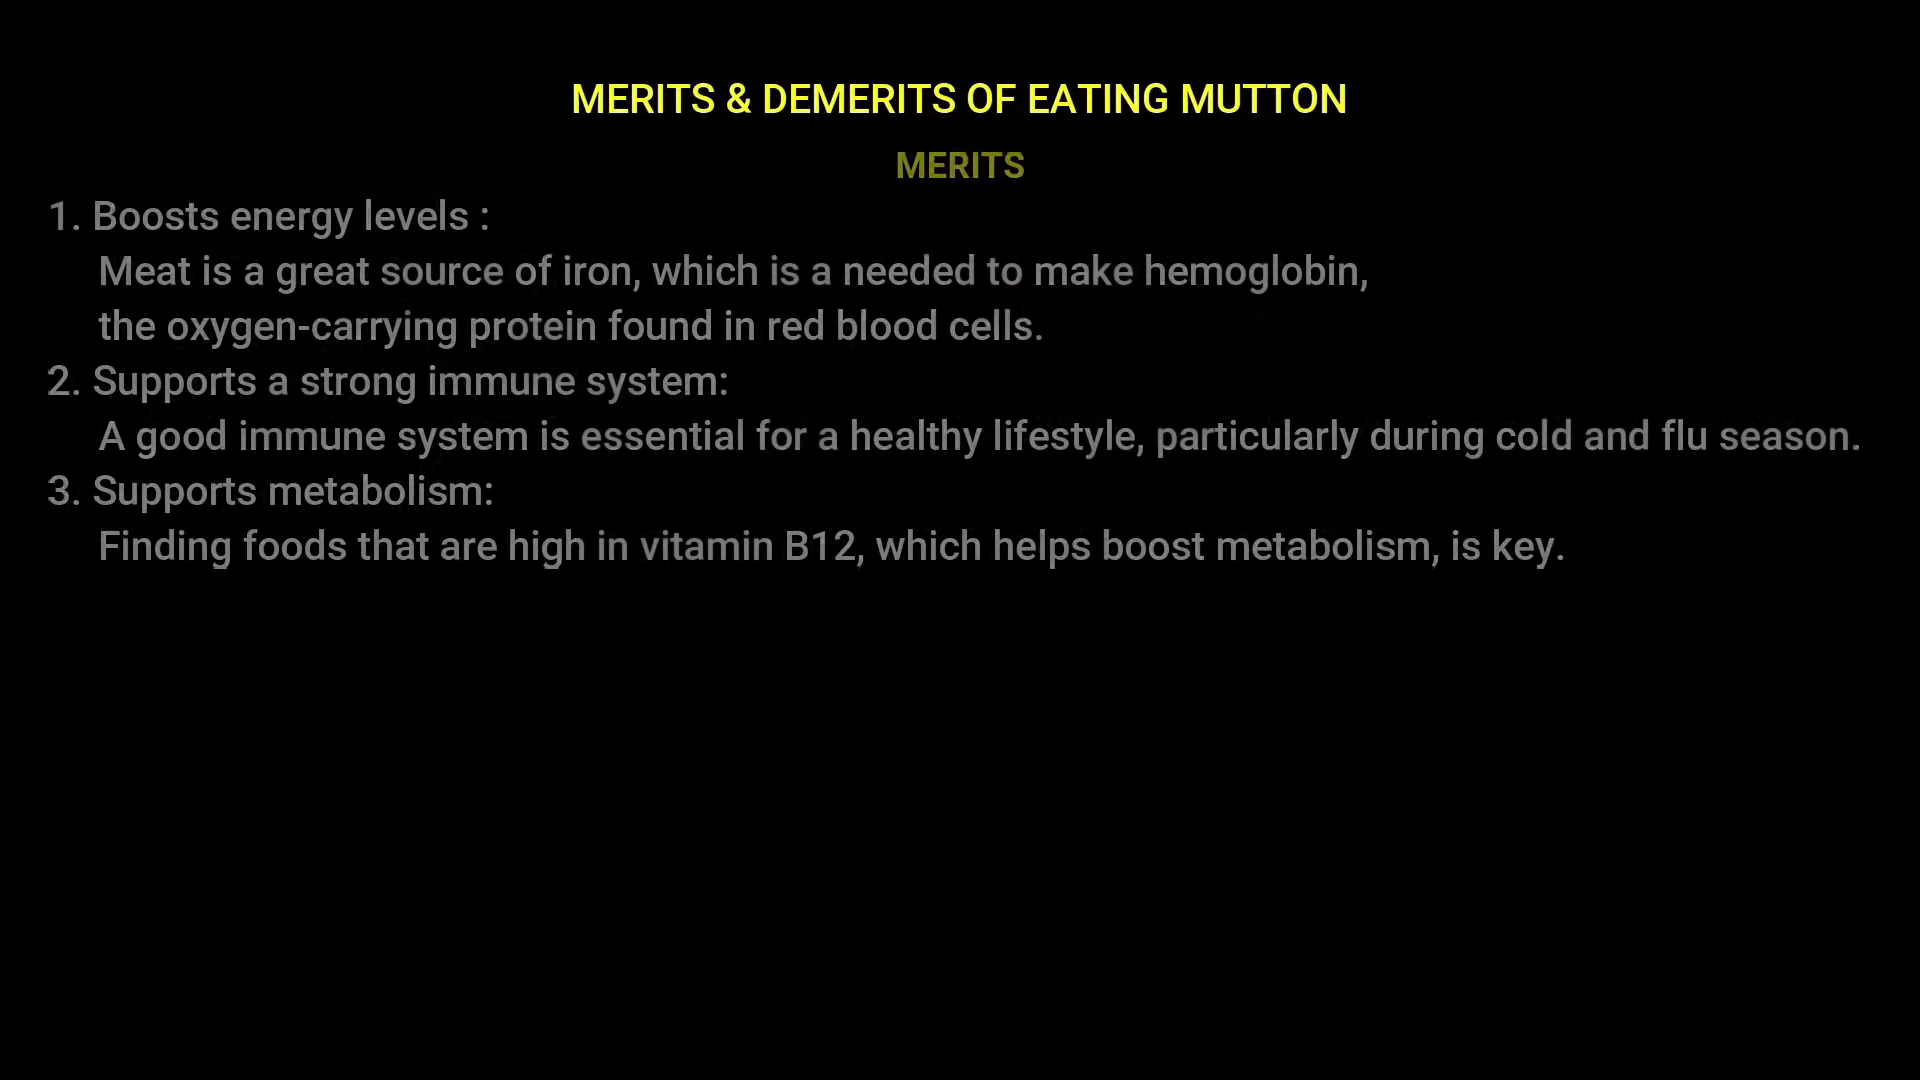 MERITS & DEMERITS OF EATING MUTTON
MERITS
1. Boosts energy levels :
Meat is a great source of iron, which is a needed to make hemoglobin,
the oxygen-carrying protein found in red blood cells.
2. Supports a strong immune system:
A good immune system is essential for a healthy lifestyle, particularly during cold and flu season.
3. Supports metabolism:
Finding foods that are high in vitamin B12, which helps boost metabolism, is key.